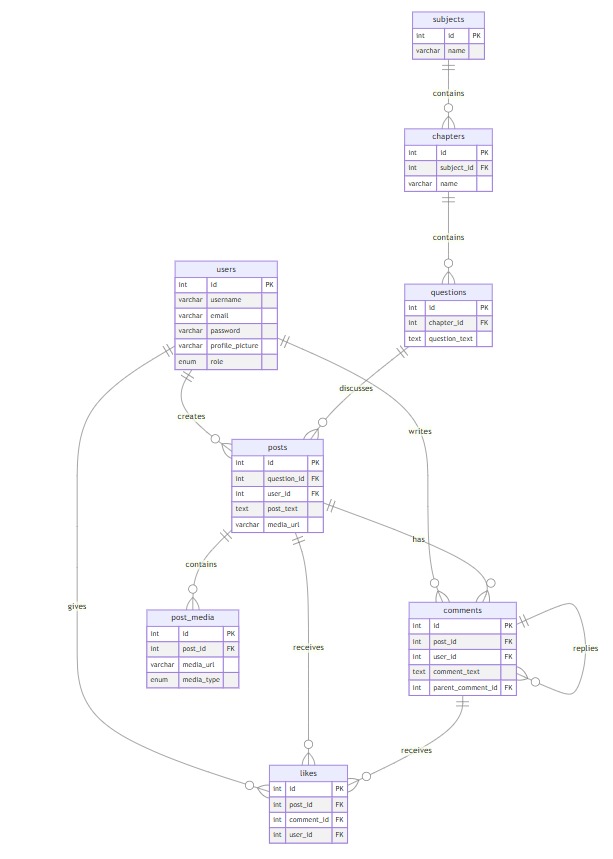 subjects
int id PK
varchar name
contains
chapters
int id PK
int subject_id FK
varchar name
contains
users
int id PK
varchar username
varchar email
varchar password
varchar profile_picture
enum role
questions
int id PK
int chapter_id FK
text question_text
discusses
creates
writes
posts
int id PK
int question_id FK
int user_id FK
text post_text
varchar media_url
has
contains
gives
post_media
int id PK
int post_id FK
varchar media_url
enum media_type
comments
int id PK
int post_id FK
int user_id FK
text comment_text
int parent_comment_id FK
replies
receives
receives
likes
int id PK
int post_id FK
int comment_id FK
int user_id FK